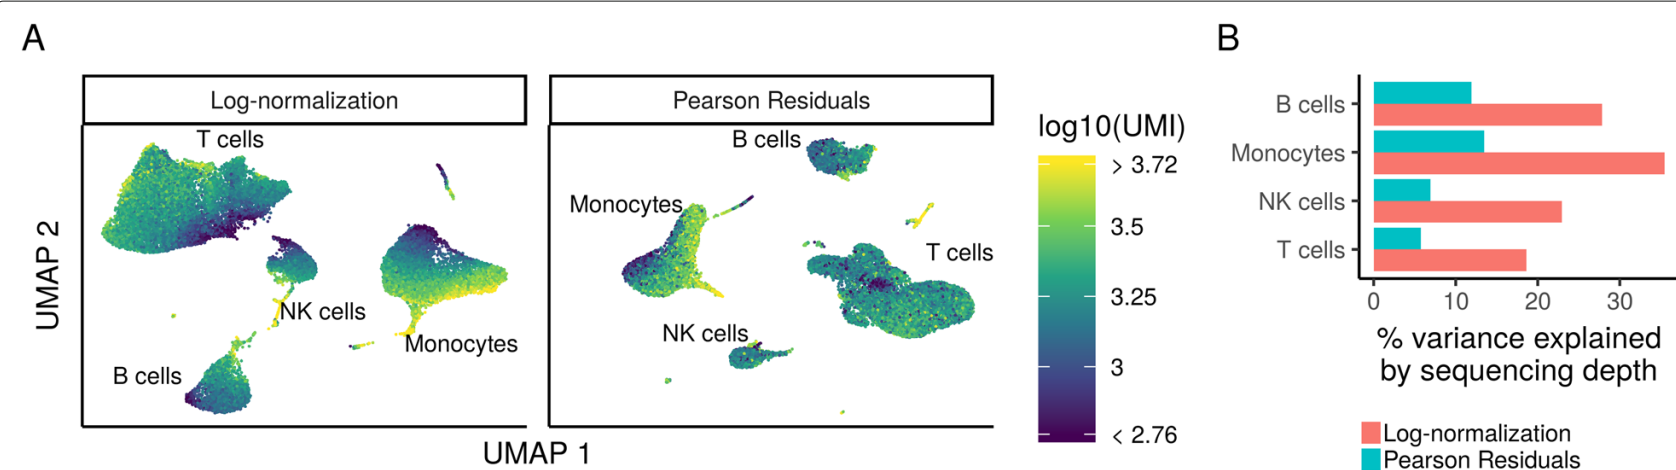 A
Log-normalization
T cells
NK cells
Monocytes
B cells
Pearson Residuals
B cells
Monocytes
T cells
NK cells
UMAP 2
UMAP 1
log10(UMI)
> 3.72
3.5
3.25
3
< 2.76
B
B cells
Monocytes
NK cells
T cells
0 10 20 30
% variance explained
by sequencing depth
Log-normalization
Pearson Residuals